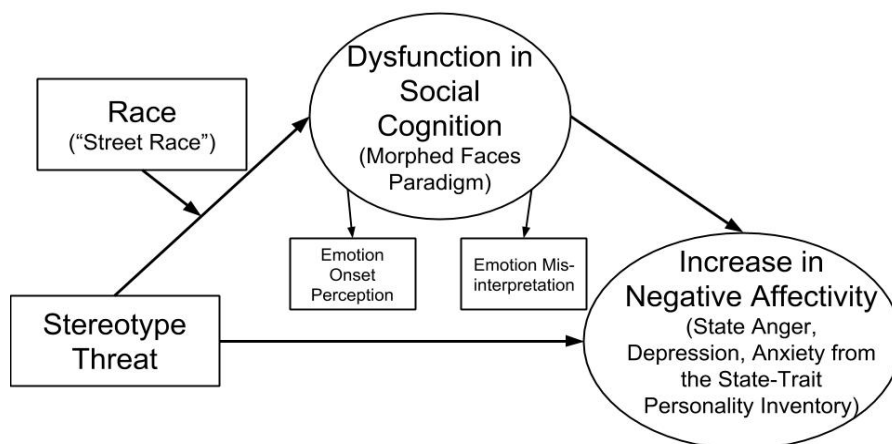 Dysfunction in
Social
Cognition
(Morphed Faces
Paradigm)
Race
("Street Race")
Emotion
Onset
Perception
Emotion Mis-
interpretation
Stereotype
Threat
Increase in
Negative Affectivity
(State Anger,
Depression, Anxiety from
the State-Trait
Personality Inventory)